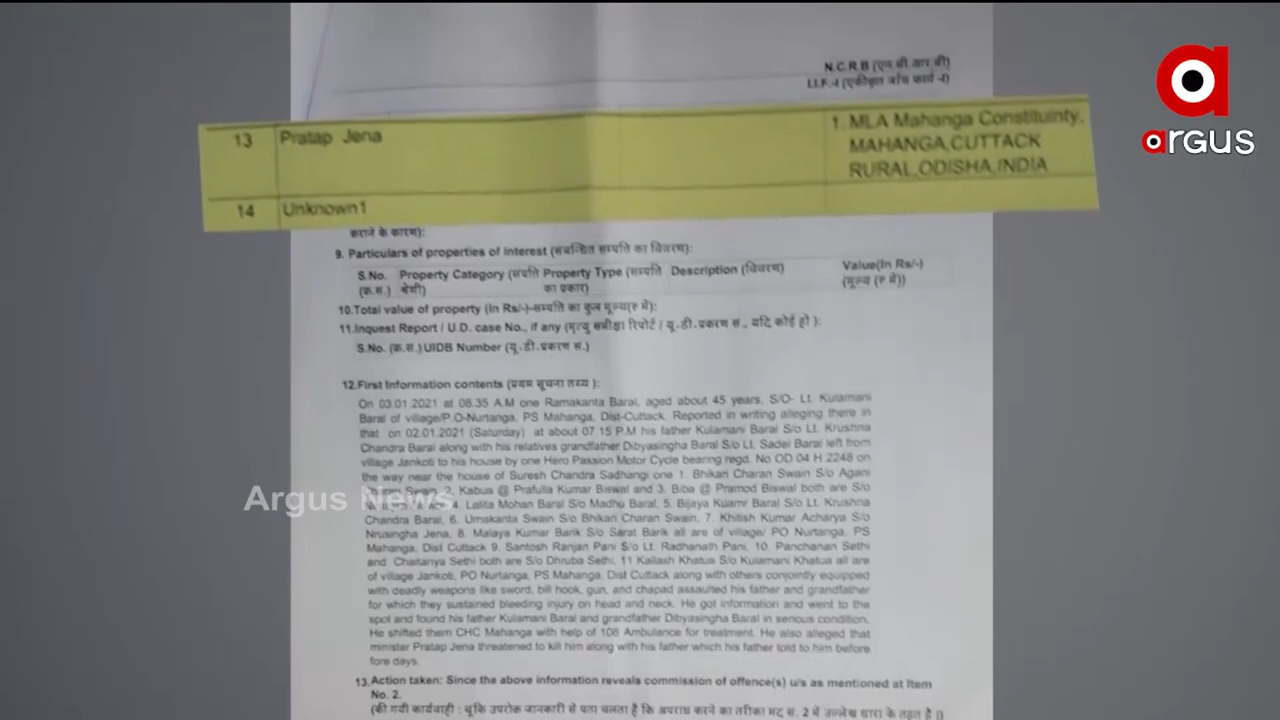 N.C.R.B (एन.सी.आर.बी)
I.I.F.-I (एकीकृत जाँच फार्म -I)
argus
13 Pratap Jena 1. MLA Mahanga Constituinty,
MAHANGA,CUTTACK
RURAL,ODISHA,INDIA
14 Unknown1
कराने के कारण):
9. Particulars of properties of interest (संबन्धित सम्पति का विवरण):
S.No. Property Category (संपति Property Type (सम्पति Description (विवरण) Value(In Rs/-)
(क.स.) श्रेणी) का प्रकार) (मूल्य (रु में))
10.Total value of property (In Rs/-)-सम्पति का कुल मूल्य(रु में):
11.Inquest Report / U.D. case No., if any (मृत्यु समीक्षा रिपोर्ट / यू.डी.प्रकरण स., यदि कोई हो ):
S.No. (क.स.) UIDB Number (यू.डी.प्रकरण स.)
12.First Information contents (प्रथम सूचना तथ्य ):
On 03.01.2021 at 08.35 A.M one Ramakanta Baral, aged about 45 years, S/O- Lt. Kulamani
Baral of village/P.O-Nurtanga, PS Mahanga, Dist-Cuttack. Reported in writing alleging there in
that on 02.01.2021 (Saturday) at about 07.15 P.M his father Kulamani Baral S/o Lt. Krushna
Chandra Baral along with his relatives grandfather Dibyasingha Baral S/o Lt. Sadei Baral left from
village Jankoti to his house by one Hero Passion Motor Cycle bearing regd. No OD 04 H 2248 on
the way near the house of Suresh Chandra Sadhangi one 1. Bhikari Charan Swain S/o Agani
2. Kabua @ Prafulla Kumar Biswal and 3. Biba @ Pramod Biswal both are S/o
4. Lalita Mohan Baral S/o Madhu Baral, 5. Bijaya Kuamr Baral S/o Lt. Krushna
Chandra Baral, 6. Umakanta Swain S/o Bhikari Charan Swain, 7. Khitish Kumar Acharya S/o
Nrusingha Jena, 8. Malaya Kumar Barik S/o Sarat Barik all are of village/ PO Nurtanga, PS
Mahanga, Dist Cuttack 9. Santosh Ranjan Pani S/o Lt. Radhanath Pani, 10. Panchanan Sethi
and Chaitanya Sethi both are S/o Dhruba Sethi, 11 Kailash Khatua S/o Kulamani Khatua all are
of village Jankoti, PO Nurtanga, PS Mahanga, Dist Cuttack along with others conjointly equipped
with deadly weapons like sword, bill hook, gun, and chapad assaulted his father and grandfather
for which they sustained bleeding injury on head and neck. He got information and went to the
spot and found his father Kulamani Baral and grandfather Dibyasingha Baral in serious condition.
He shifted them CHC Mahanga with help of 108 Ambulance for treatment. He also alleged that
minister Pratap Jena threatened to kill him along with his father which his father told to him before
fore days.
Argus News
13.Action taken: Since the above information reveals commission of offence(s) u/s as mentioned at Item
No. 2.
(की गयी कार्यवाही : चूंकि उपरोक्त जानकारी से पता चलता है कि अपराध करने का तरीका मद स. 2 में उल्लेख धारा के तहत है |)